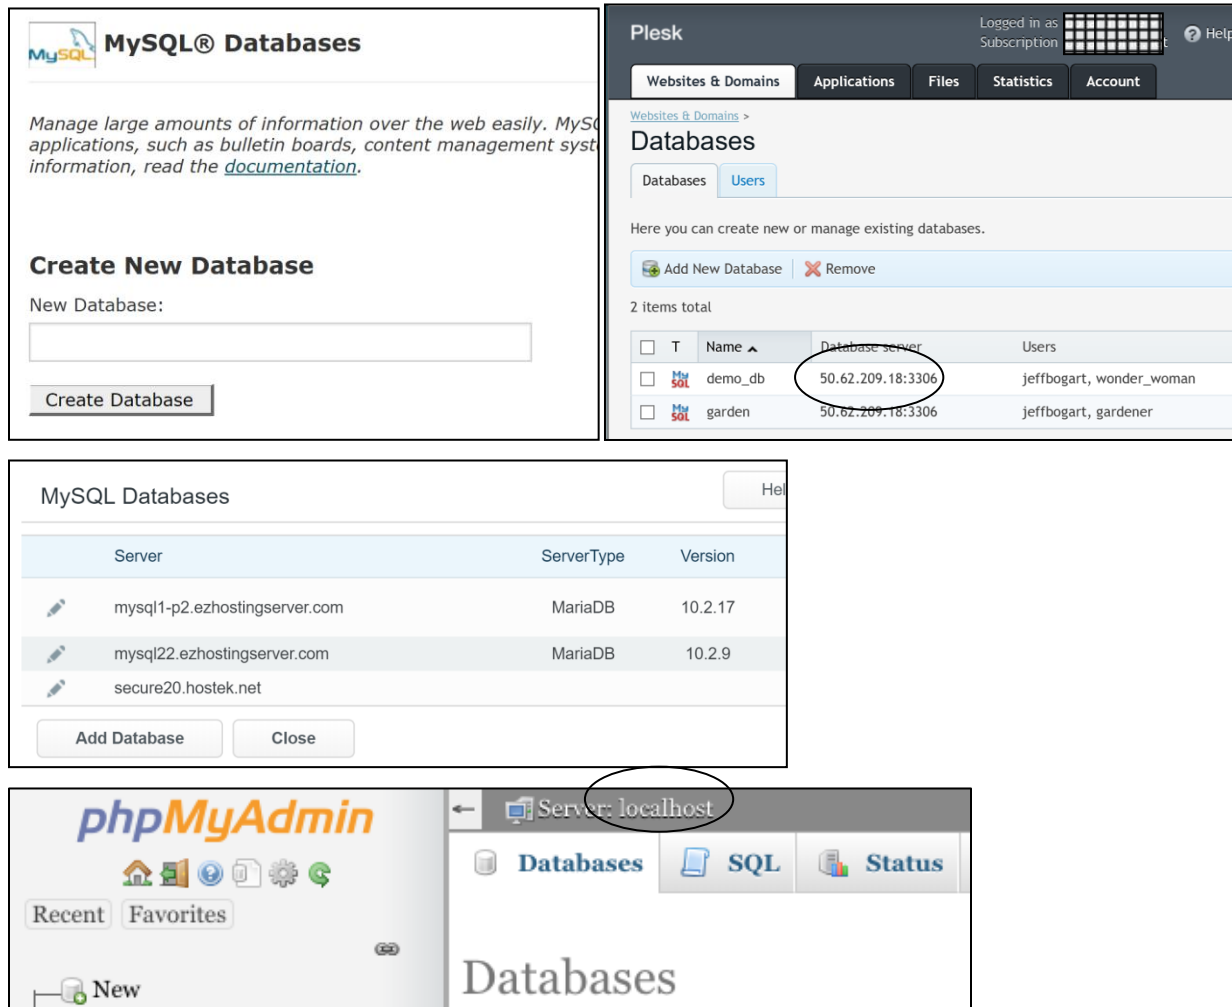 MySQL MySQL® Databases
Manage large amounts of information over the web easily. MySQ
applications, such as bulletin boards, content management syst
information, read the documentation.
Create New Database
New Database:
Create Database
Plesk
Logged in as
Subscription
Help
Websites & Domains Applications Files Statistics Account
Websites & Domains >
Databases
Databases Users
Here you can create new or manage existing databases.
Add New Database Remove
2 items total
T Name Database server Users
My SQL demo_db 50.62.209.18:3306 jeffbogart, wonder_woman
My SQL garden 50.62.209.18:3306 jeffbogart, gardener
MySQL Databases Hel
Server ServerType Version
mysql1-p2.ezhostingserver.com MariaDB 10.2.17
mysql22.ezhostingserver.com MariaDB 10.2.9
secure20.hostek.net
Add Database Close
phpMyAdmin
Recent Favorites
New
Server: localhost
Databases SQL Status
Databases